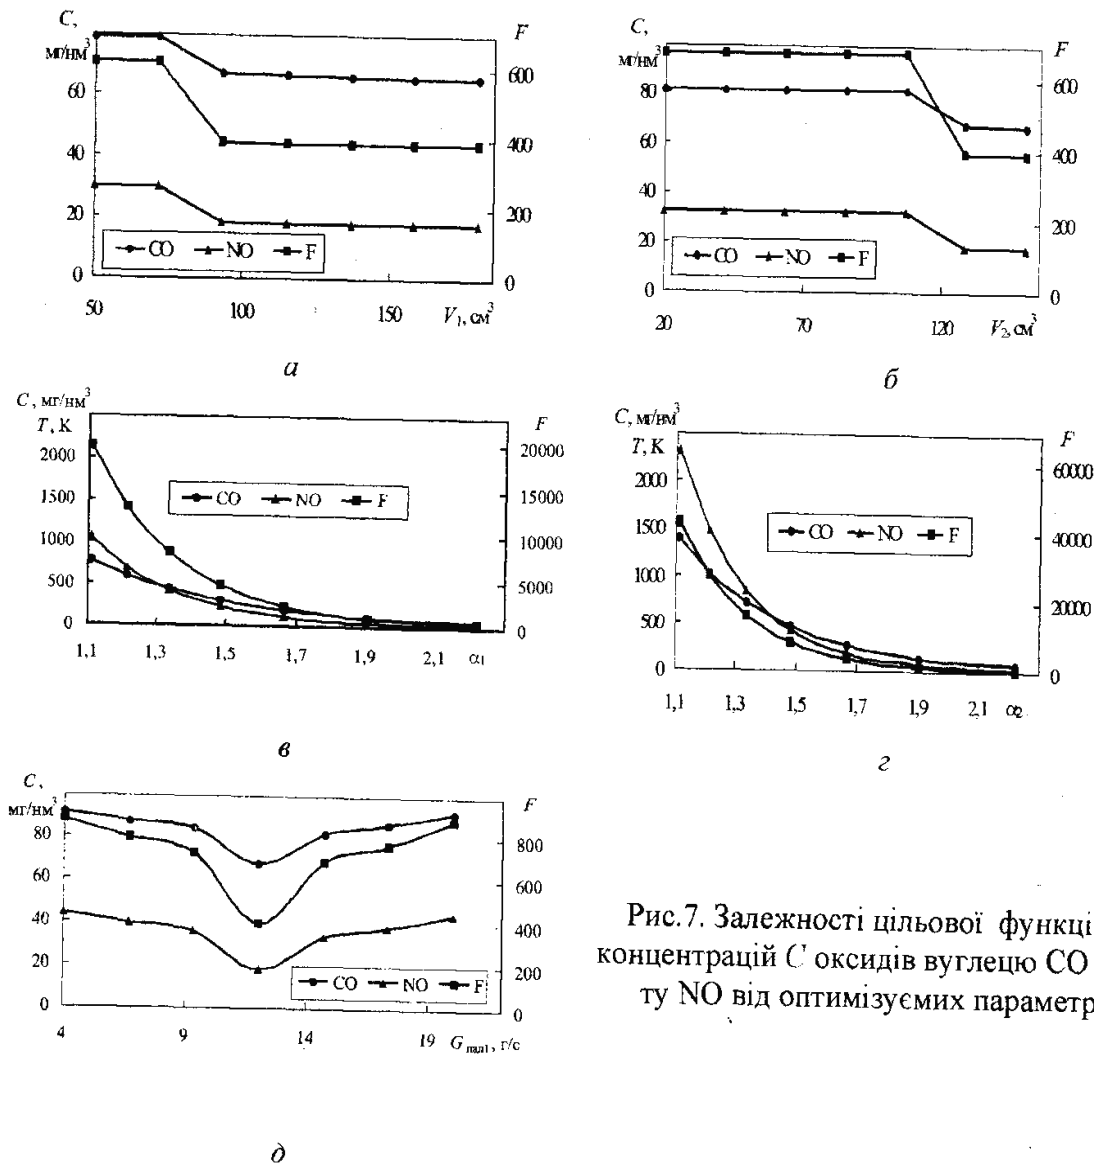 C, F
мг/нм³
600
60
400
40
200
20
CO NO F
0 0
50 100 150 V₁, см³
а
C, F
мг/нм³
600
80
60
400
40
200
20
CO NO F
0 0
20 70 120 V₂, см³
б
C, мг/нм³
T, К F
20000
2000
CO NO F
1500 15000
1000 10000
500 5000
0 0
1,1 1,3 1,5 1,7 1,9 2,1 α₁
в
C, мг/нм³
T, К F
60000
2000
1500
CO NO F
40000
1000
20000
500
0 0
1,1 1,3 1,5 1,7 1,9 2,1 α₂
г
C,
мг/нм³ F
80 800
60 600
40 400
20 200
CO NO F
0 0
4 9 14 19 G пал1, г/с
д
Рис.7. Залежності цільової функці
концентрацій C оксидів вуглецю CO
ту NO від оптимізуємих параметр